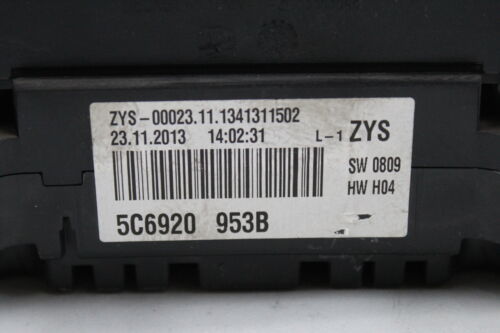 ZYS-00023.11.1341311502
23.11.2013 14:02:31 L-1 ZYS
SW 0809
HW H04
5C6920 953B